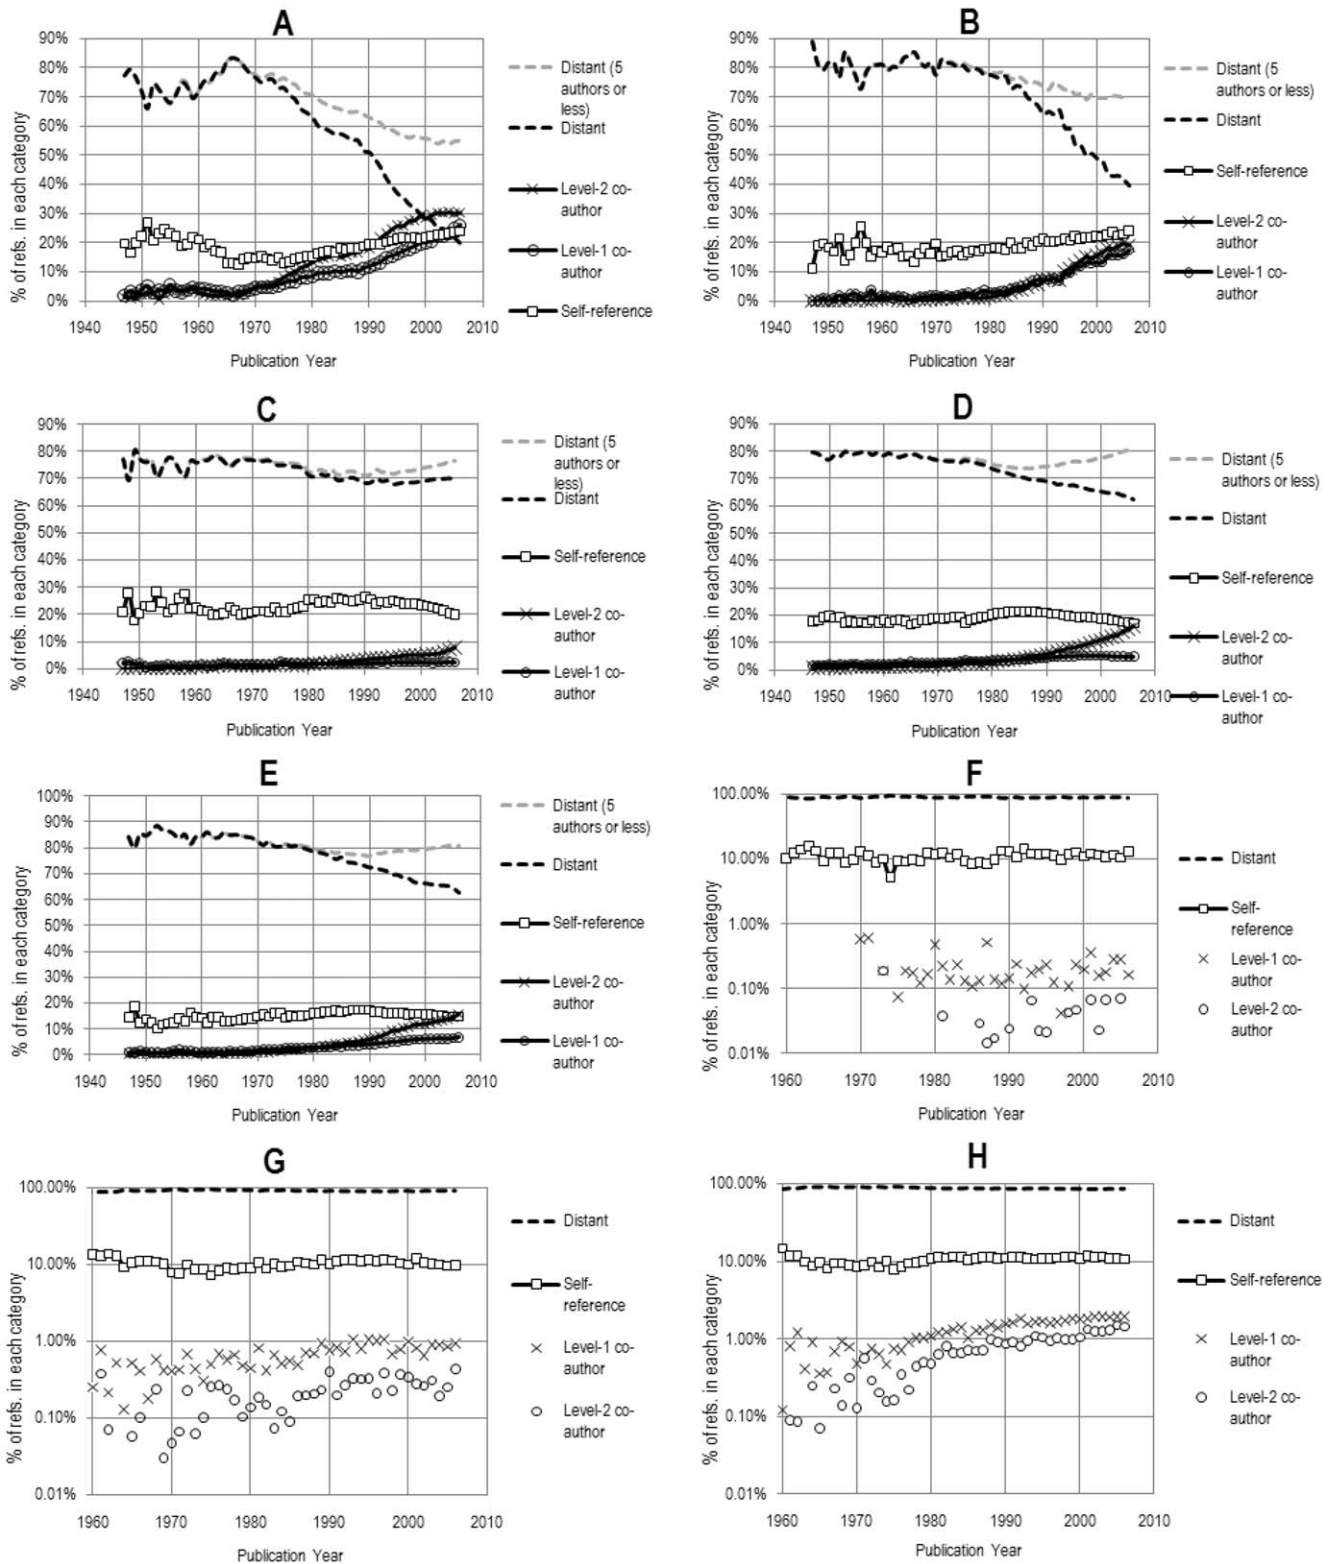 A
% of refs. in each category
90%
80%
70%
60%
50%
40%
30%
20%
10%
0%
1940 1950 1960 1970 1980 1990 2000 2010
Publication Year
Distant (5
authors or
less)
Distant
Level-2 co-
author
Level-1 co-
author
Self-reference
B
% of refs. in each category
90%
80%
70%
60%
50%
40%
30%
20%
10%
0%
1940 1950 1960 1970 1980 1990 2000 2010
Publication Year
Distant (5
authors or less)
Distant
Self-reference
Level-2 co-
author
Level-1 co-
author
C
% of refs. in each category
90%
80%
70%
60%
50%
40%
30%
20%
10%
0%
1940 1950 1960 1970 1980 1990 2000 2010
Publication Year
Distant (5
authors or
less)
Distant
Self-reference
Level-2 co-
author
Level-1 co-
author
D
% of refs. in each category
90%
80%
70%
60%
50%
40%
30%
20%
10%
0%
1940 1950 1960 1970 1980 1990 2000 2010
Publication Year
Distant (5
authors or less)
Distant
Self-reference
Level-2 co-
author
Level-1 co-
author
E
% of refs. in each category
100%
90%
80%
70%
60%
50%
40%
30%
20%
10%
0%
1940 1950 1960 1970 1980 1990 2000 2010
Publication Year
Distant (5
authors or less)
Distant
Self-reference
Level-2 co-
author
Level-1 co-
author
F
% of refs. in each category
100.00%
10.00%
1.00%
0.10%
0.01%
1960 1970 1980 1990 2000 2010
Publication Year
Distant
Self-
reference
Level-1 co-
author
Level-2 co-
author
G
% of refs. in each category
100.00%
10.00%
1.00%
0.10%
0.01%
1960 1970 1980 1990 2000 2010
Publication Year
Distant
Self-
reference
Level-1 co-
author
Level-2 co-
author
H
% of refs. in each category
100.00%
10.00%
1.00%
0.10%
0.01%
1960 1970 1980 1990 2000 2010
Publication Year
Distant
Self-reference
Level-1 co-
author
Level-2 co-
author